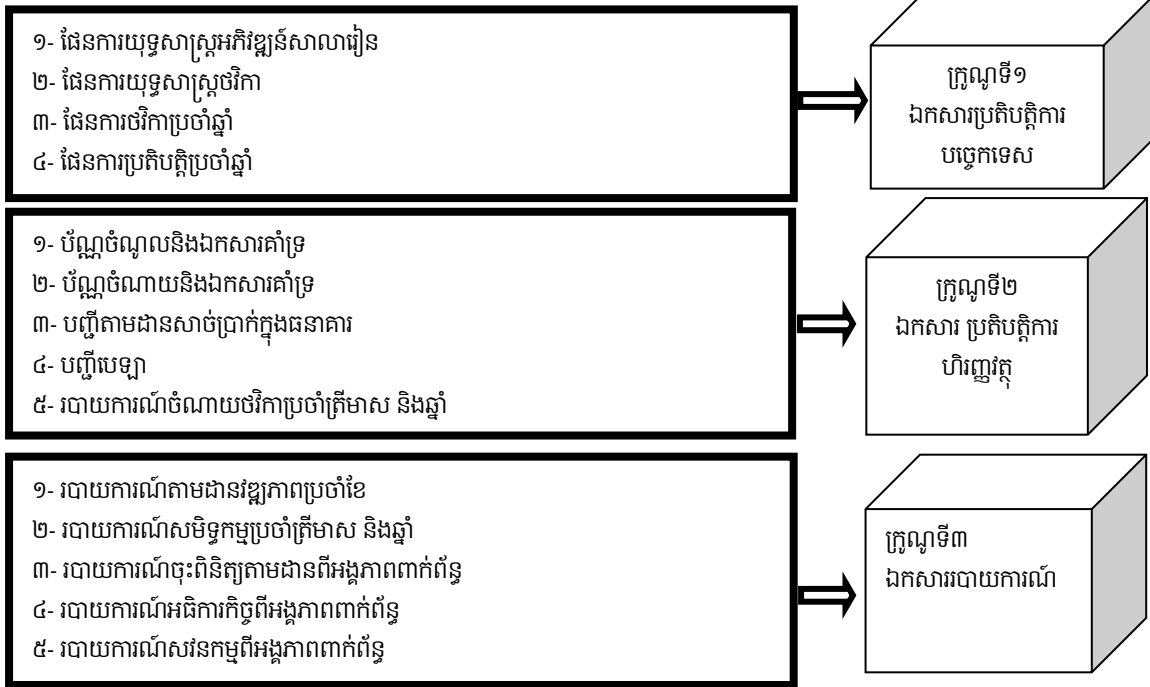 ១- ផែនការយុទ្ធសាស្ត្រអភិវឌ្ឍន៍សាលារៀន
២- ផែនការយុទ្ធសាស្ត្រថវិកា
៣- ផែនការថវិកាប្រចាំឆ្នាំ
៤- ផែនការប្រតិបត្តិប្រចាំឆ្នាំ
ក្រូណូទី១
ឯកសារប្រតិបត្តិការ
បច្ចេកទេស
១- ប័ណ្ណចំណូលនិងឯកសារគាំទ្រ
២- ប័ណ្ណចំណាយនិងឯកសារគាំទ្រ
៣- បញ្ជីតាមដានសាច់ប្រាក់ក្នុងធនាគារ
៤- បញ្ជីបេឡា
៥- របាយការណ៍ចំណាយថវិកាប្រចាំត្រីមាស និងឆ្នាំ
ក្រូណូទី២
ឯកសារ ប្រតិបត្តិការ
ហិរញ្ញវត្ថុ
១- របាយការណ៍តាមដានវឌ្ឍភាពប្រចាំខែ
២- របាយការណ៍សមិទ្ធកម្មប្រចាំត្រីមាស និងឆ្នាំ
៣- របាយការណ៍ចុះពិនិត្យតាមដានពីអង្គភាពពាក់ព័ន្ធ
៤- របាយការណ៍អធិការកិច្ចពីអង្គភាពពាក់ព័ន្ធ
៥- របាយការណ៍សវនកម្មពីអង្គភាពពាក់ព័ន្ធ
ក្រូណូទី៣
ឯកសាររបាយការណ៍